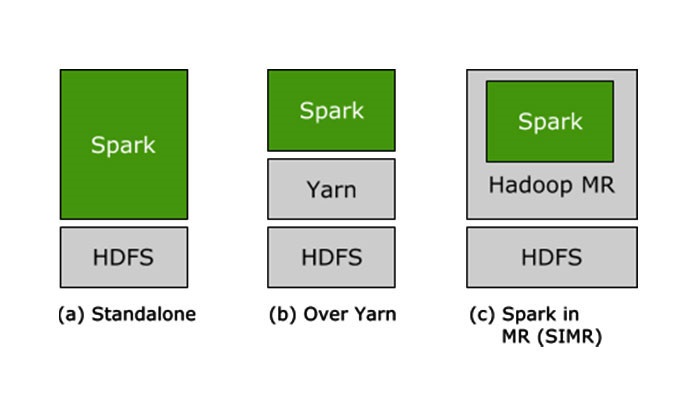 Spark
HDFS
(a) Standalone
Spark
Yarn
HDFS
(b) Over Yarn
Spark
Hadoop MR
HDFS
(c) Spark in
MR (SIMR)